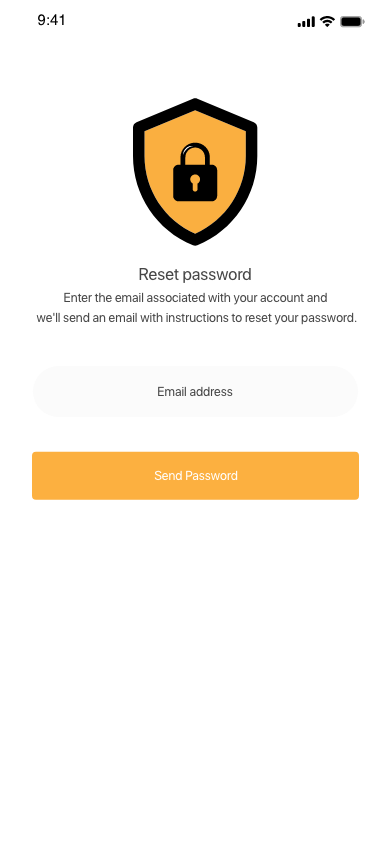 9:41
Reset password
Enter the email associated with your account and
we'll send an email with instructions to reset your password.
Email address
Send Password